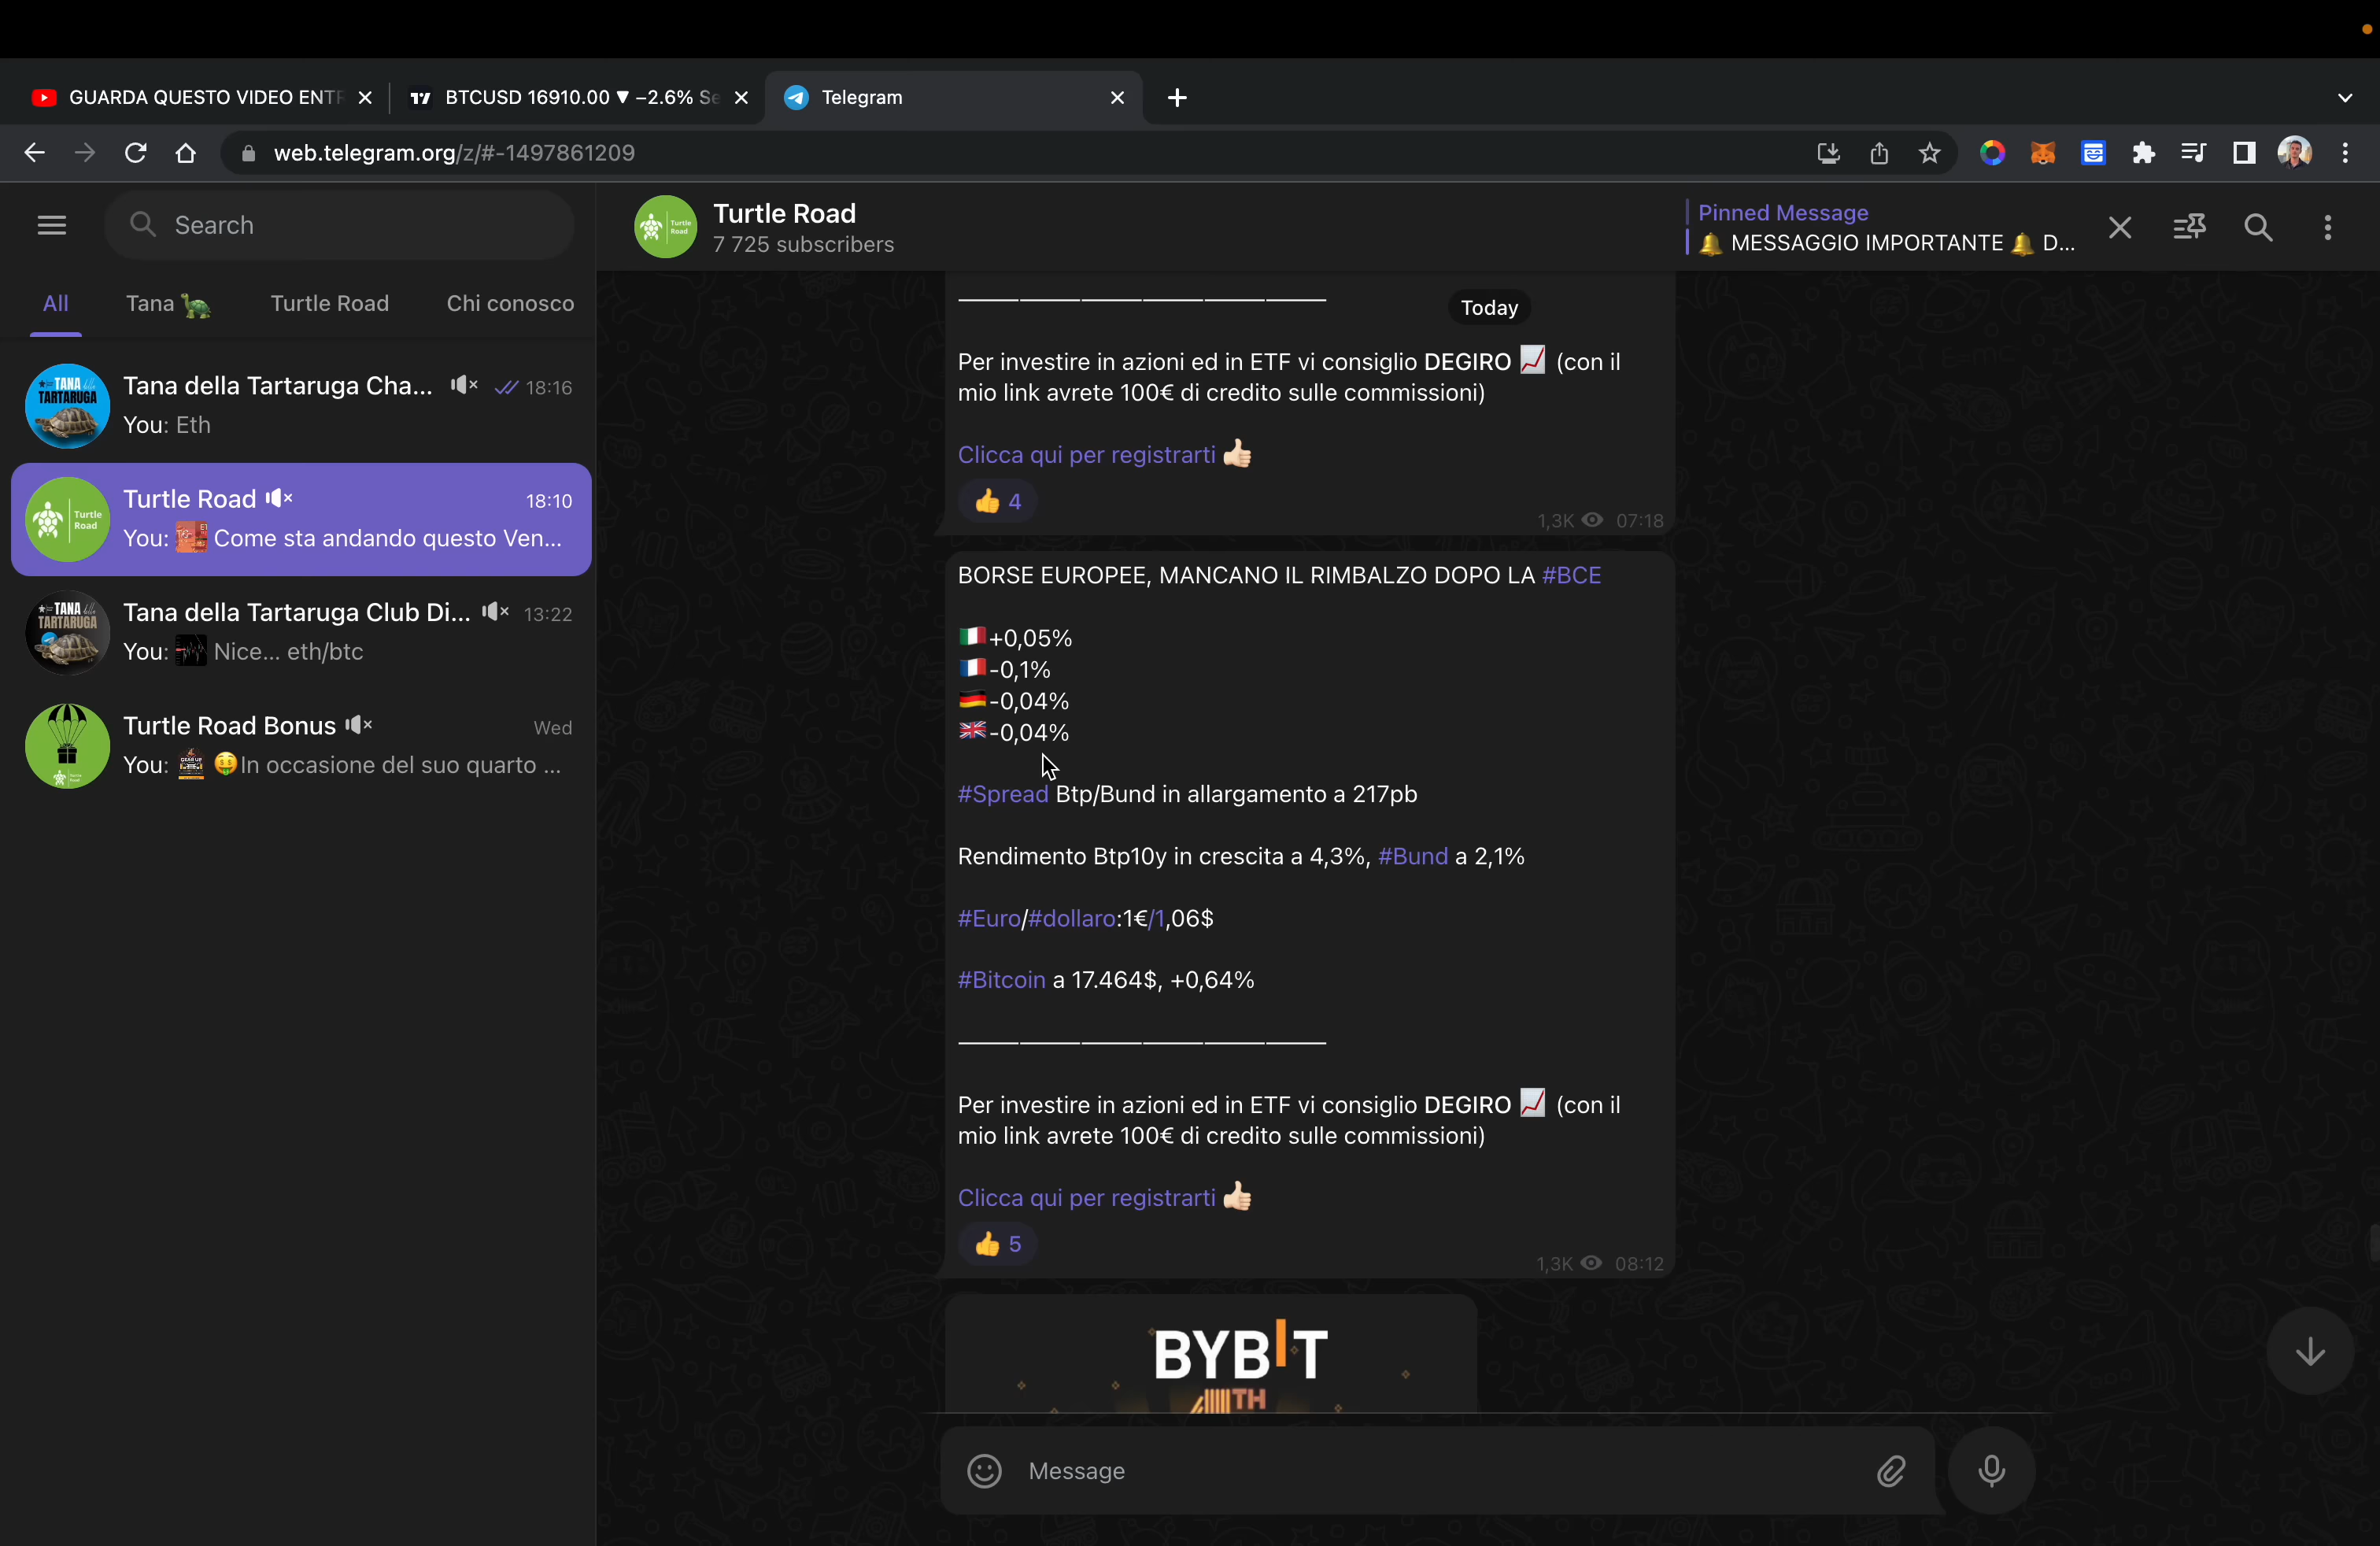 GUARDA QUESTO VIDEO ENTR
BTCUSD 16910.00 ▼ −2.6% Se
Telegram
web.telegram.org/z/#-1497861209
Search
All
Tana 🐢
Turtle Road
Chi conosco
Tana della Tartaruga Cha... 18:16
You: Eth
Turtle Road 18:10
You: Come sta andando questo Ven...
Tana della Tartaruga Club Di... 13:22
You: Nice... eth/btc
Turtle Road Bonus Wed
You: 🤑In occasione del suo quarto ...
Turtle Road
7 725 subscribers
Pinned Message
🔔 MESSAGGIO IMPORTANTE 🔔 D...
Today
Per investire in azioni ed in ETF vi consiglio DEGIRO 📈 (con il
mio link avrete 100€ di credito sulle commissioni)
Clicca qui per registrarti 👍🏻
👍 4
1,3K 07:18
BORSE EUROPEE, MANCANO IL RIMBALZO DOPO LA #BCE
🇮🇹+0,05%
🇫🇷-0,1%
🇩🇪-0,04%
🇬🇧-0,04%
#Spread Btp/Bund in allargamento a 217pb
Rendimento Btp10y in crescita a 4,3%, #Bund a 2,1%
#Euro/#dollaro:1€/1,06$
#Bitcoin a 17.464$, +0,64%
Per investire in azioni ed in ETF vi consiglio DEGIRO 📈 (con il
mio link avrete 100€ di credito sulle commissioni)
Clicca qui per registrarti 👍🏻
👍 5
1,3K 08:12
BYBIT
4TH
Message